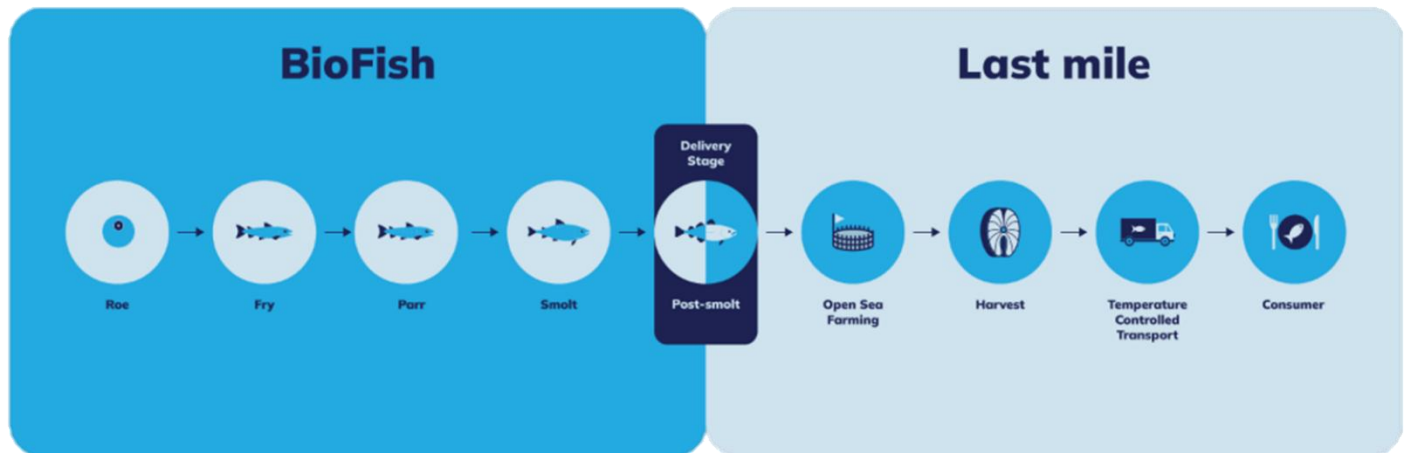 BioFish
Last mile
Delivery
Stage
Roe
Fry
Parr
Smolt
Post-smolt
Open Sea
Farming
Harvest
Temperature
Controlled
Transport
Consumer